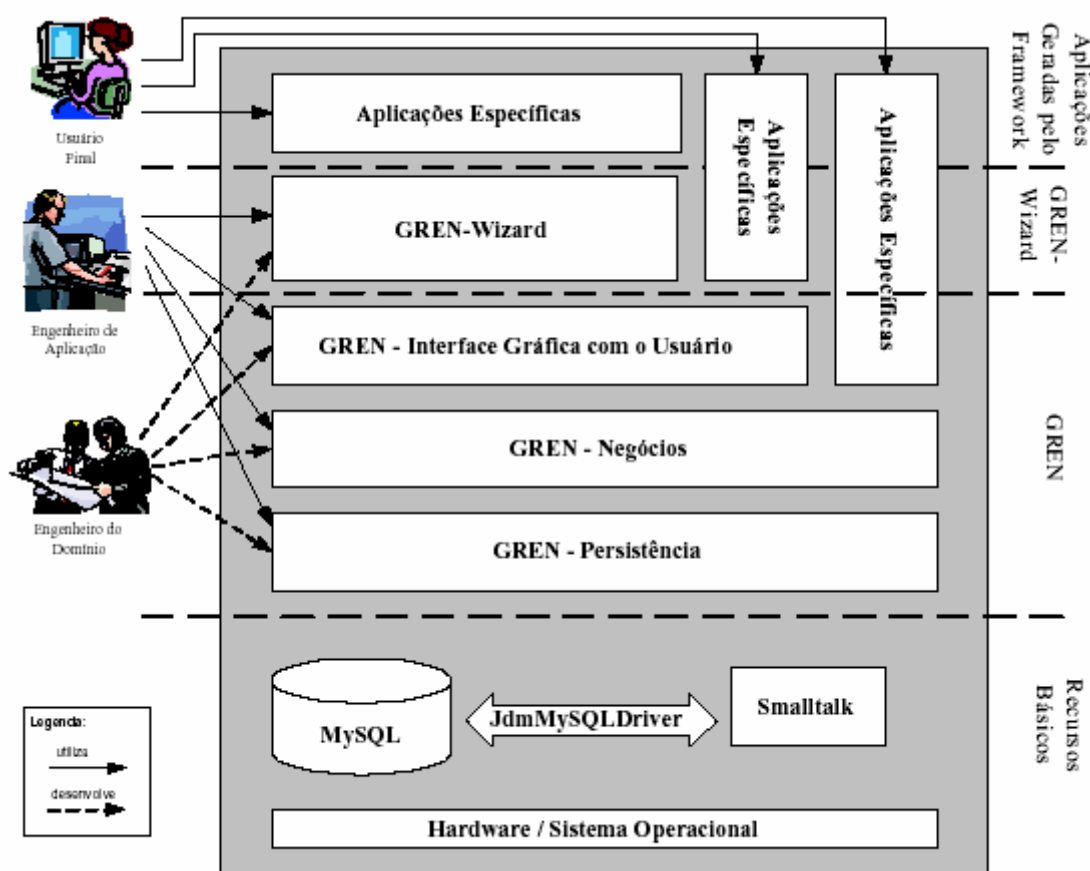 Usuário
Final
Engenheiro de
Aplicação
Engenheiro do
Domínio
Legenda:
utiliza
desenvolve
Aplicações Específicas
Aplicações
Específicas
Aplicações Específicas
GREN-Wizard
GREN - Interface Gráfica com o Usuário
GREN - Negócios
GREN - Persistência
MySQL
JdmMySQLDriver
Smalltalk
Hardware / Sistema Operacional
Aplicações
Geradas pelo
Framework
GREN-
Wizard
GREN
Recursos
Básicos